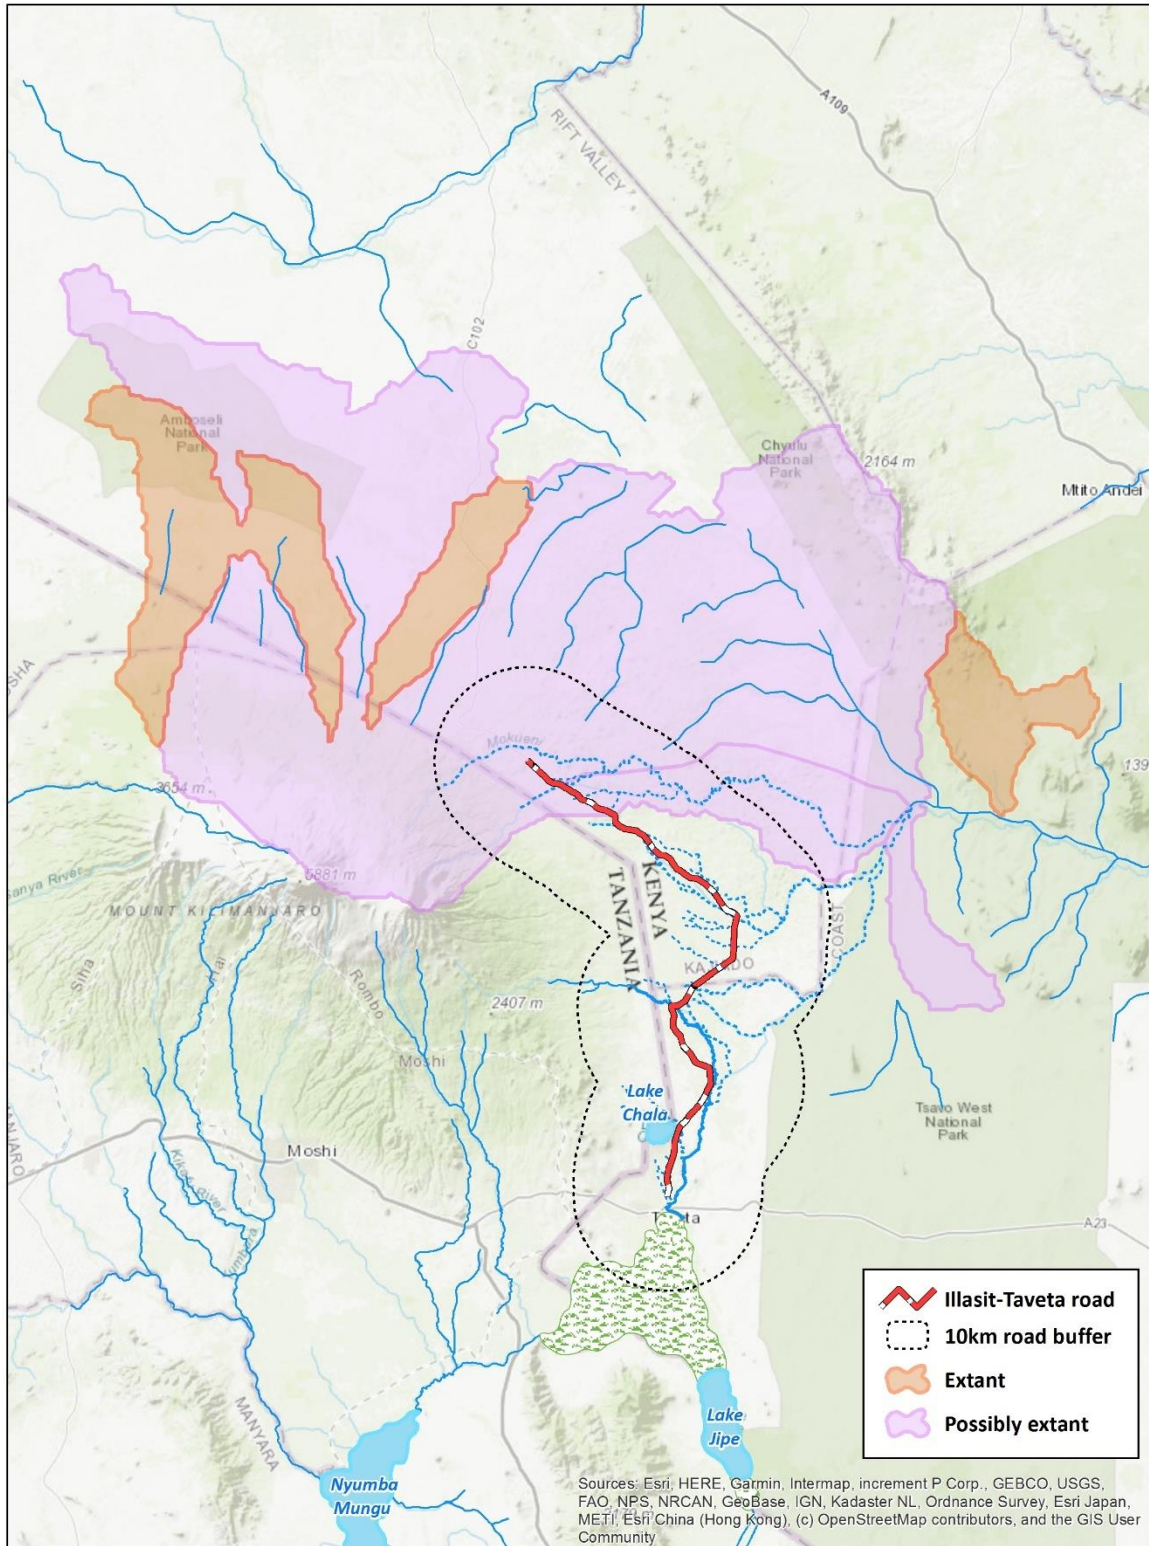 A109
RIFT VALLEY
C102
Amboseli
National
Park
Chyulu
National
Park
2164 m
Mtito Andei
Mokueni
3654 m
5881 m
MOUNT KILIMANJARO
KENYA
TANZANIA
COAST
2407 m
Siha
Hai
Rombo
Moshi
Lake
Chala
Tsavo West
National
Park
Moshi
A23
MANYARA
Lake
Jipe
Nyumba
Mungu
Illasit-Taveta road
10km road buffer
Extant
Possibly extant
Sources: Esri, HERE, Garmin, Intermap, increment P Corp., GEBCO, USGS,
FAO, NPS, NRCAN, GeoBase, IGN, Kadaster NL, Ordnance Survey, Esri Japan,
METI, Esri China (Hong Kong), (c) OpenStreetMap contributors, and the GIS User
Community